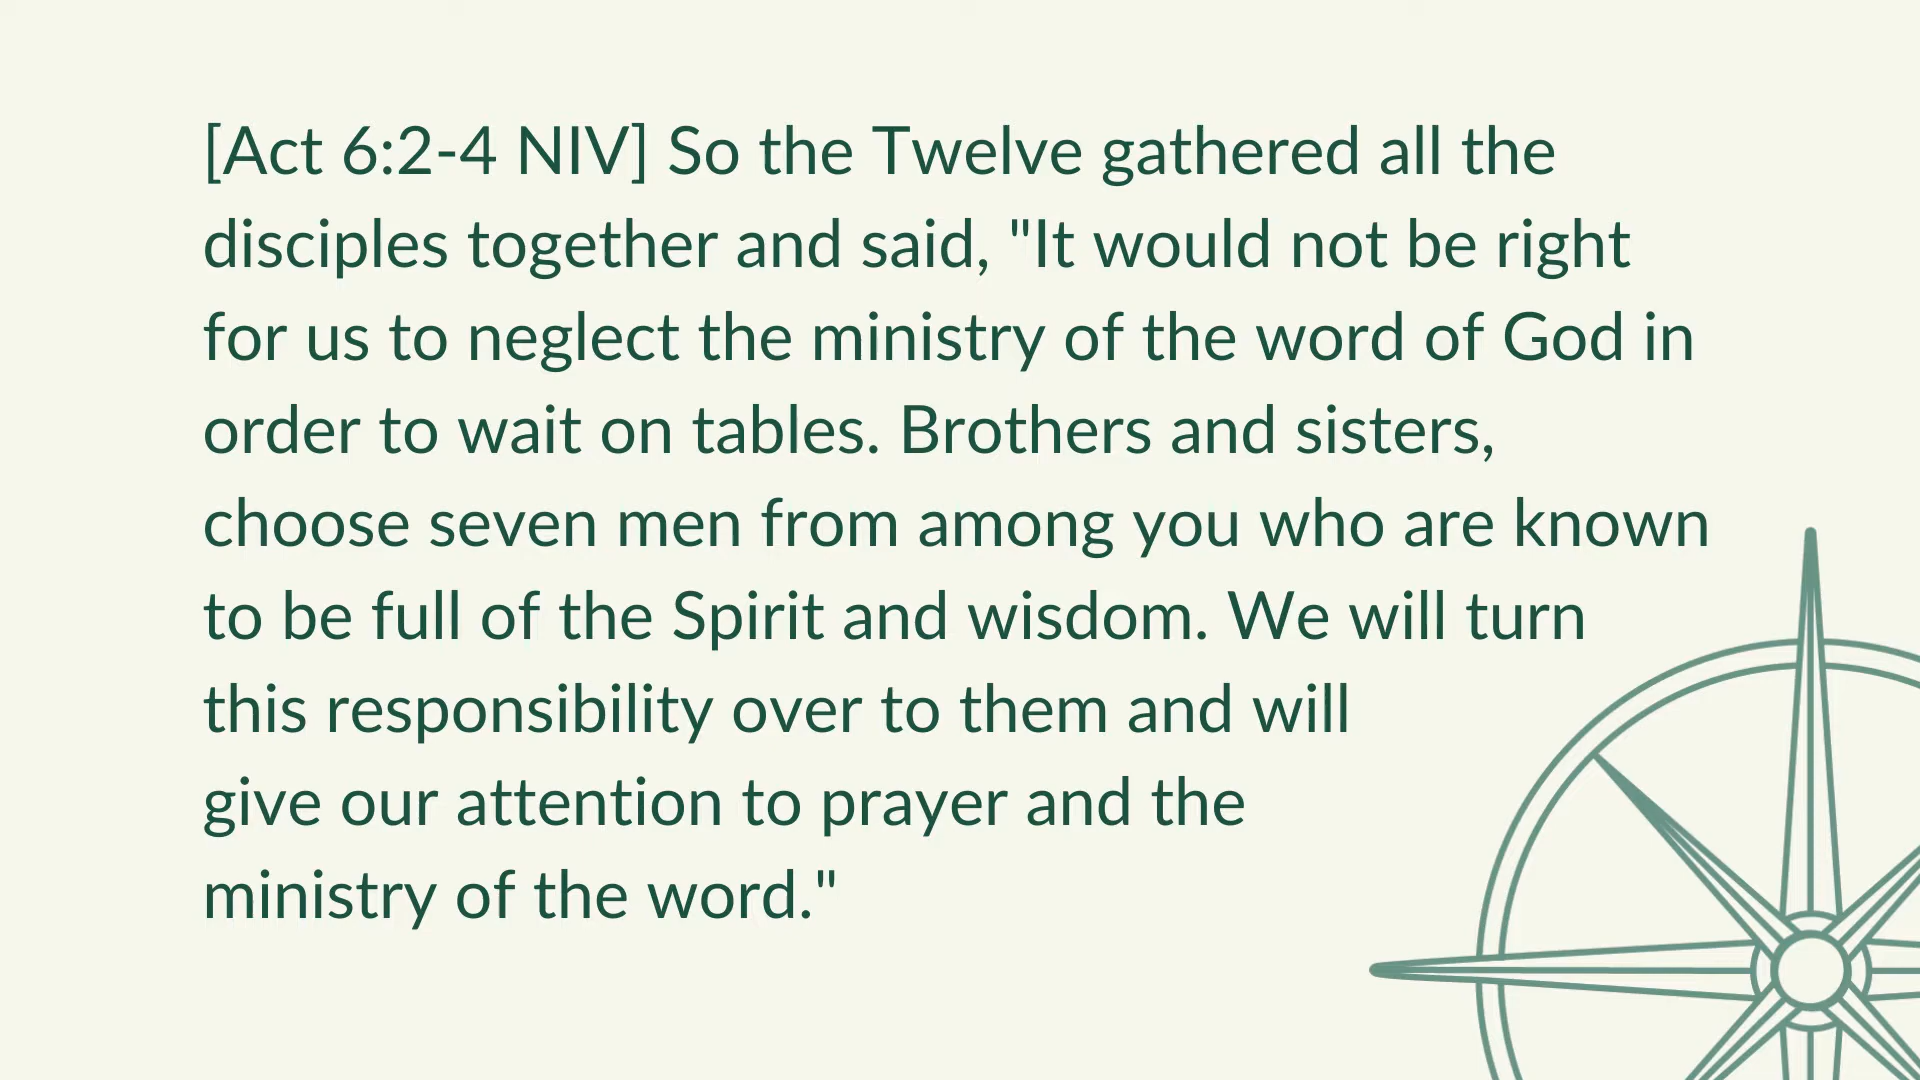 [Act 6:2-4 NIV] So the Twelve gathered all the
disciples together and said, "It would not be right
for us to neglect the ministry of the word of God in
order to wait on tables. Brothers and sisters,
choose seven men from among you who are known
to be full of the Spirit and wisdom. We will turn
this responsibility over to them and will
give our attention to prayer and the
ministry of the word."